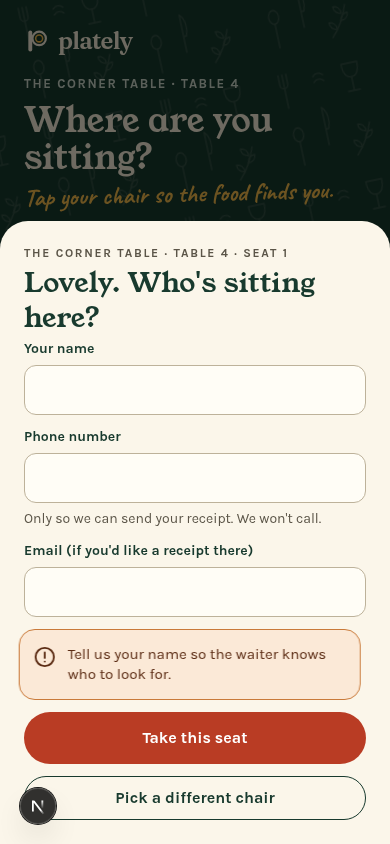 plately
THE CORNER TABLE · TABLE 4
Where are you
sitting?
Tap your chair so the food finds you.
THE CORNER TABLE · TABLE 4 · SEAT 1
Lovely. Who's sitting
here?
Your name
Phone number
Only so we can send your receipt. We won't call.
Email (if you'd like a receipt there)
Tell us your name so the waiter knows
who to look for.
Take this seat
Pick a different chair
N